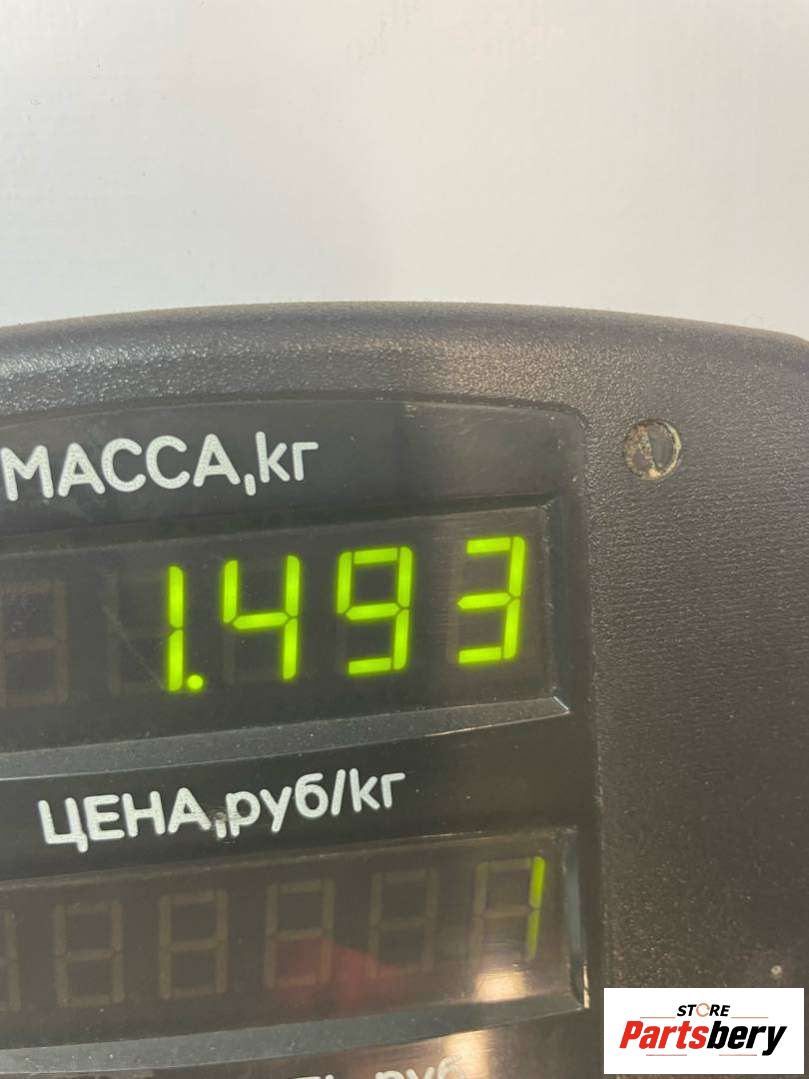 МАССА,кг
1.493
ЦЕНА,руб/кг
1
STORE
Partsbery